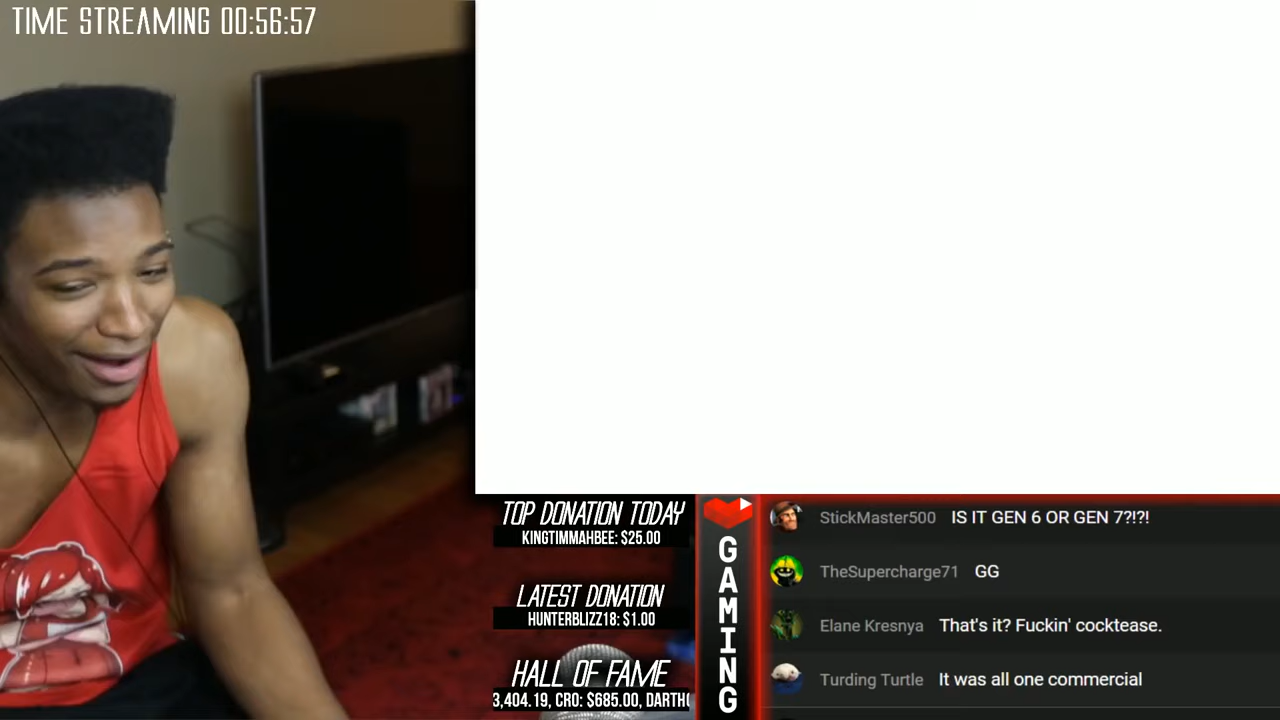 TIME STREAMING 00:56:57
TOP DONATION TODAY
KINGTIMMAHBEE: $25.00
LATEST DONATION
HUNTERBLIZZ18: $1.00
HALL OF FAME
3,404.19, CRO: $685.00, DARTH
GAMING
StickMaster500 IS IT GEN 6 OR GEN 7?!?!
TheSupercharge71 GG
Elane Kresnya That's it? Fuckin' cocktease.
Turding Turtle It was all one commercial